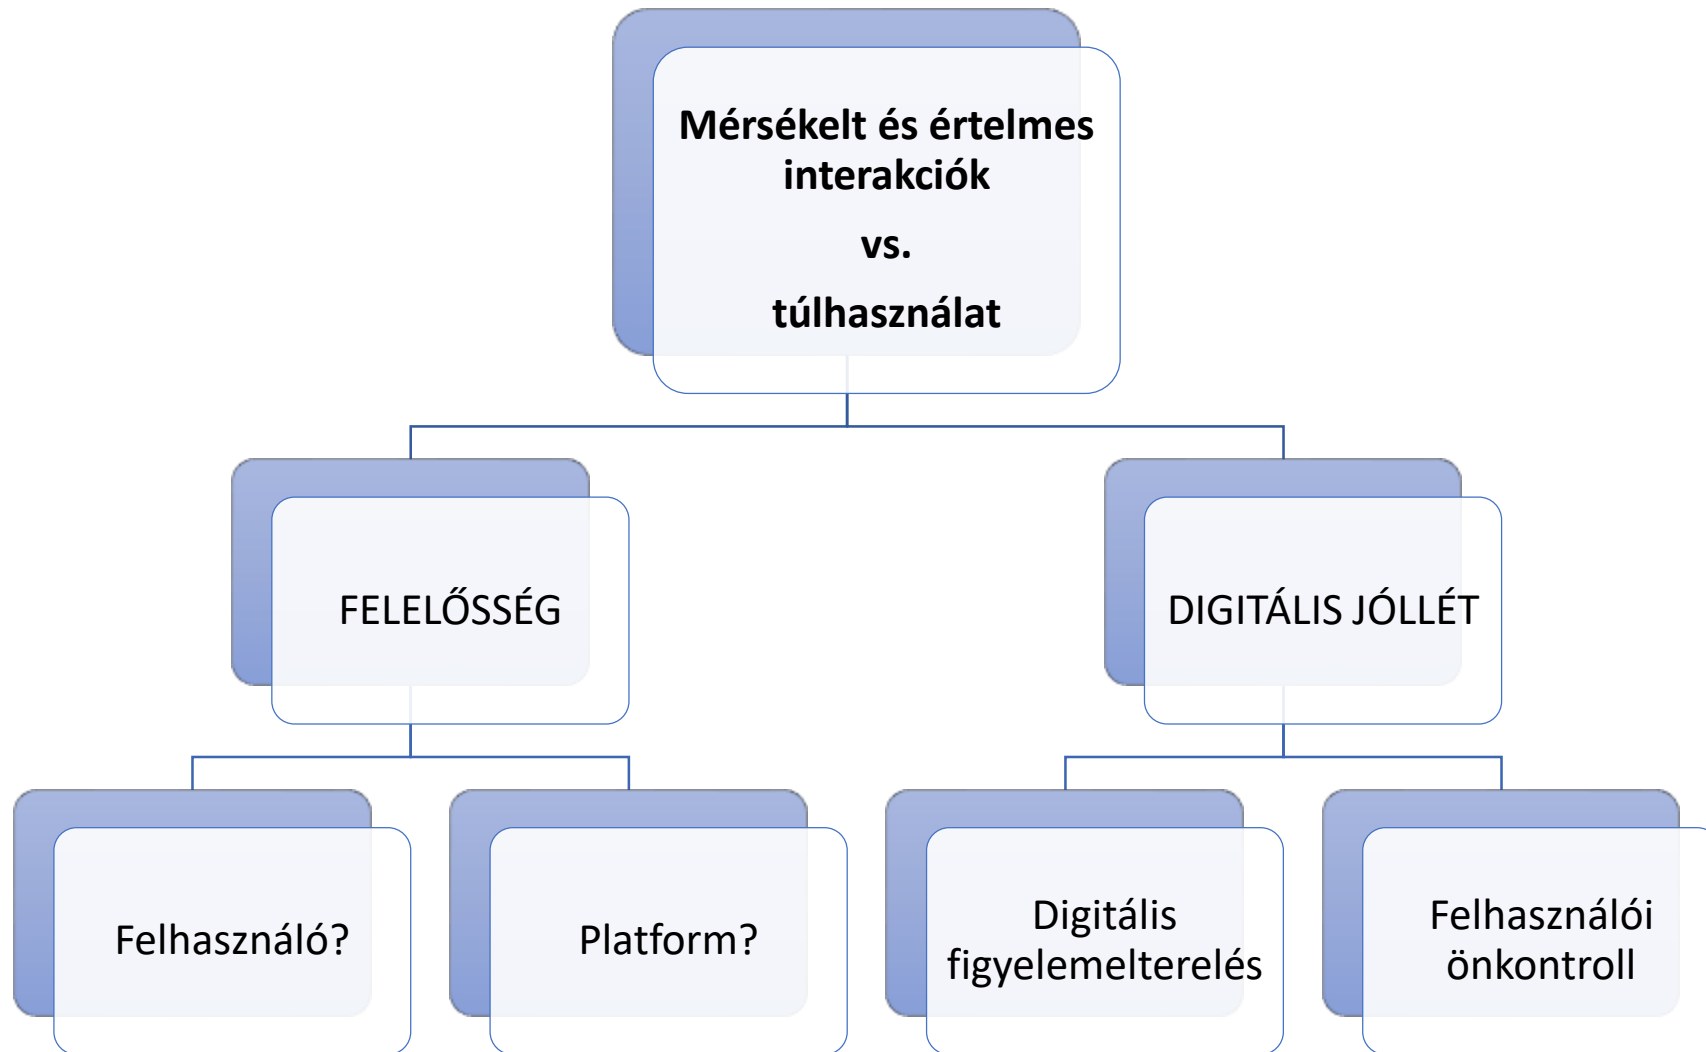 Mérsékelt és értelmes
interakciók
vs.
túlhasználat
FELELŐSSÉG
DIGITÁLIS JÓLLÉT
Felhasználó?
Platform?
Digitális
figyelemelterelés
Felhasználói
önkontroll